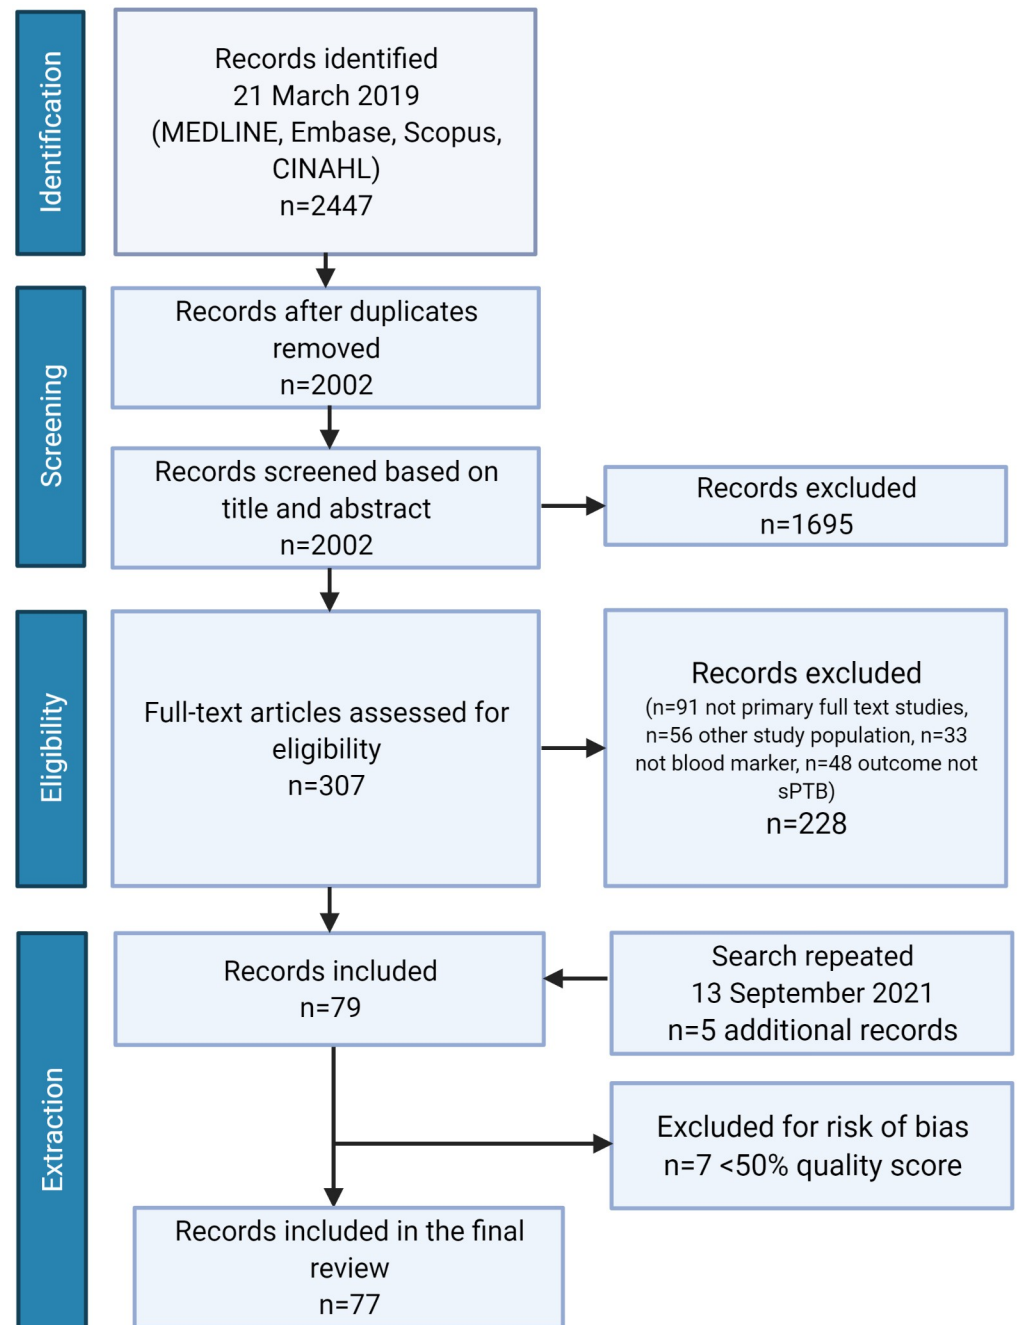 Identification
Records identified
21 March 2019
(MEDLINE, Embase, Scopus,
CINAHL)
n=2447
Screening
Records after duplicates
removed
n=2002
Records screened based on
title and abstract
n=2002
Records excluded
n=1695
Eligibility
Full-text articles assessed for
eligibility
n=307
Records excluded
(n=91 not primary full text studies,
n=56 other study population, n=33
not blood marker, n=48 outcome not
sPTB)
n=228
Extraction
Records included
n=79
Search repeated
13 September 2021
n=5 additional records
Excluded for risk of bias
n=7 <50% quality score
Records included in the final
review
n=77